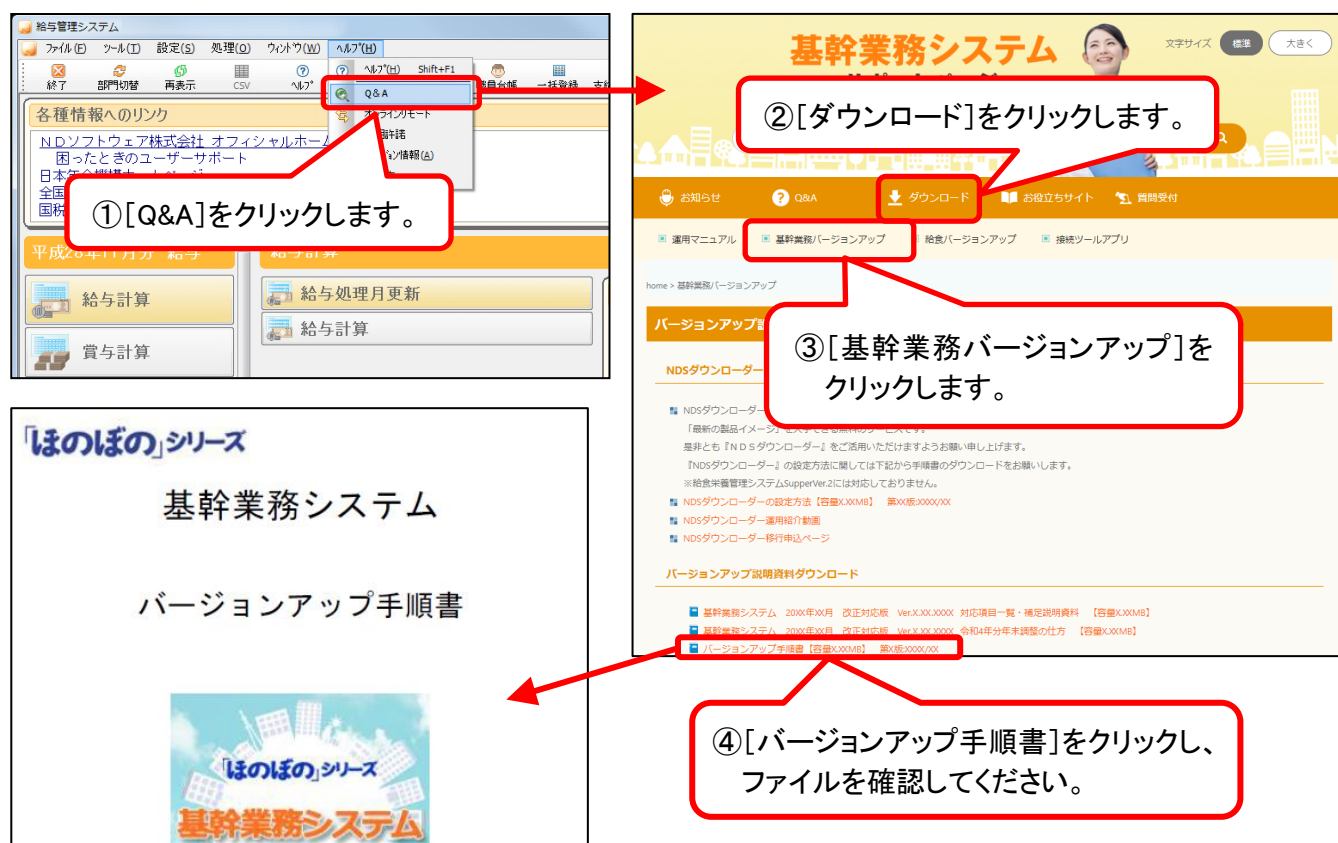 給与管理システム
ファイル(F) ツール(T) 設定(S) 処理(O) ウィンドウ(W) ヘルプ(H)
終了 部門切替 再表示 CSV ヘルプ
ヘルプ(H) Shift+F1
Q&A
オンラインリモート
各種情報へのリンク
NDソフトウェア株式会社 オフィシャルホーム
困ったときのユーザーサポート
①[Q&A]をクリックします。
平成28年11月分 給与
給与計算
賞与計算
給与計算
給与処理月更新
給与計算
基幹業務システム
文字サイズ 標準 大きく
②[ダウンロード]をクリックします。
お知らせ Q&A ダウンロード お役立ちサイト 質問受付
運用マニュアル 基幹業務バージョンアップ 給食バージョンアップ 接続ツールアプリ
home > 基幹業務バージョンアップ
バージョンアップ
③[基幹業務バージョンアップ]を
クリックします。
NDSダウンローダー
NDSダウンローダー
「最新の製品イメージ」を入手できる無料のサービスです。
是非とも『NDSダウンローダー』をご活用いただけますようお願い申し上げます。
『NDSダウンローダー』の設定方法に関しては下記から手順書のダウンロードをお願いします。
※給食栄養管理システムSupperVer.2には対応しておりません。
NDSダウンローダーの設定方法【容量X.XXMB】 第XX版:XXXX/XX
NDSダウンローダー運用紹介動画
NDSダウンローダー移行申込ページ
バージョンアップ説明資料ダウンロード
基幹業務システム 20XX年XX月 改正対応版 Ver.X.XX.XXXX 対応項目一覧・補足説明資料 【容量X.XXMB】
基幹業務システム 20XX年XX月 改正対応版 Ver.X.XX.XXXX 令和4年分年末調整の仕方 【容量X.XXMB】
バージョンアップ手順書【容量X.XXMB】 第X版:XXXX/XX
④[バージョンアップ手順書]をクリックし、
ファイルを確認してください。
「ほのぼの」シリーズ
基幹業務システム
バージョンアップ手順書
「ほのぼの」シリーズ
基幹業務システム